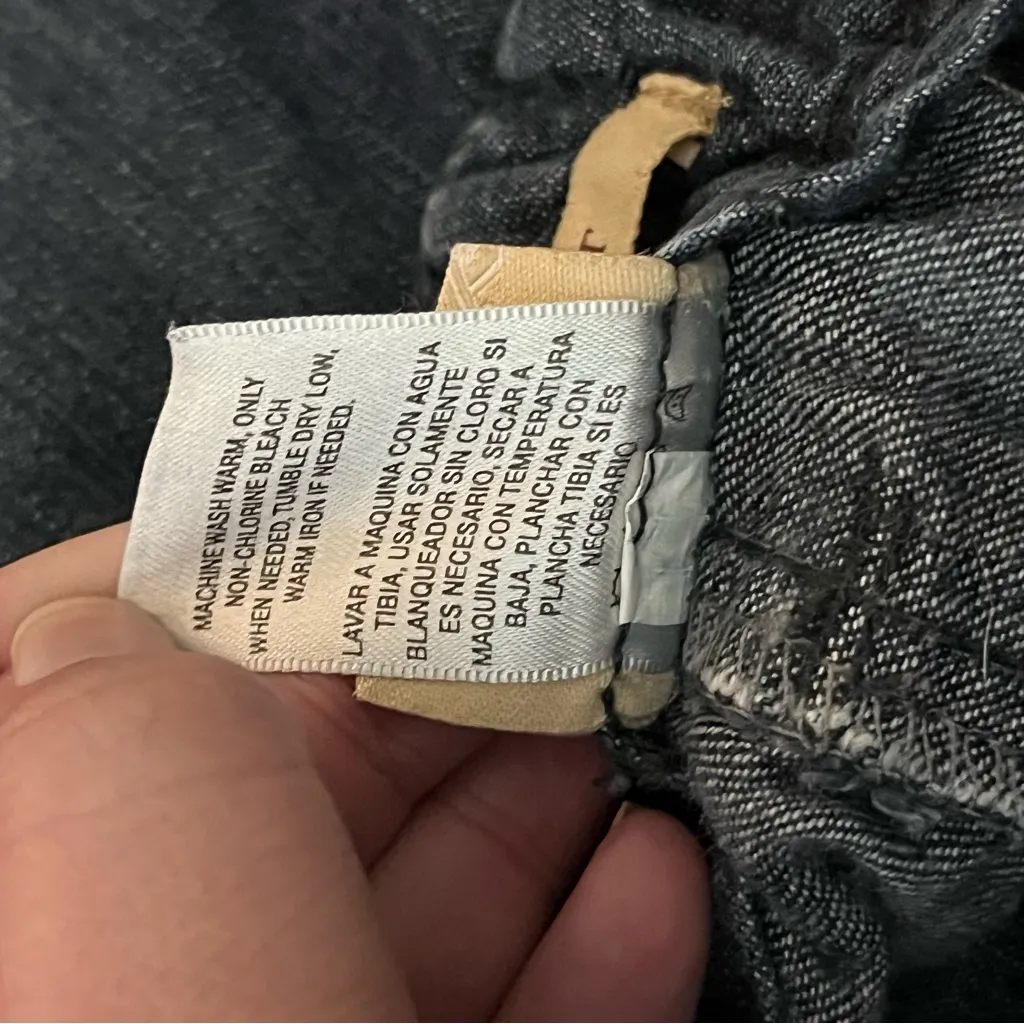 MACHINE WASH WARM, ONLY
NON-CHLORINE BLEACH
WHEN NEEDED, TUMBLE DRY LOW,
WARM IRON IF NEEDED.
LAVAR A MAQUINA CON AGUA
TIBIA, USAR SOLAMENTE
BLANQUEADOR SIN CLORO SI
ES NECESARIO, SECAR A
MAQUINA CON TEMPERATURA
BAJA, PLANCHAR CON
PLANCHA TIBIA SI ES
NECESARIO
T